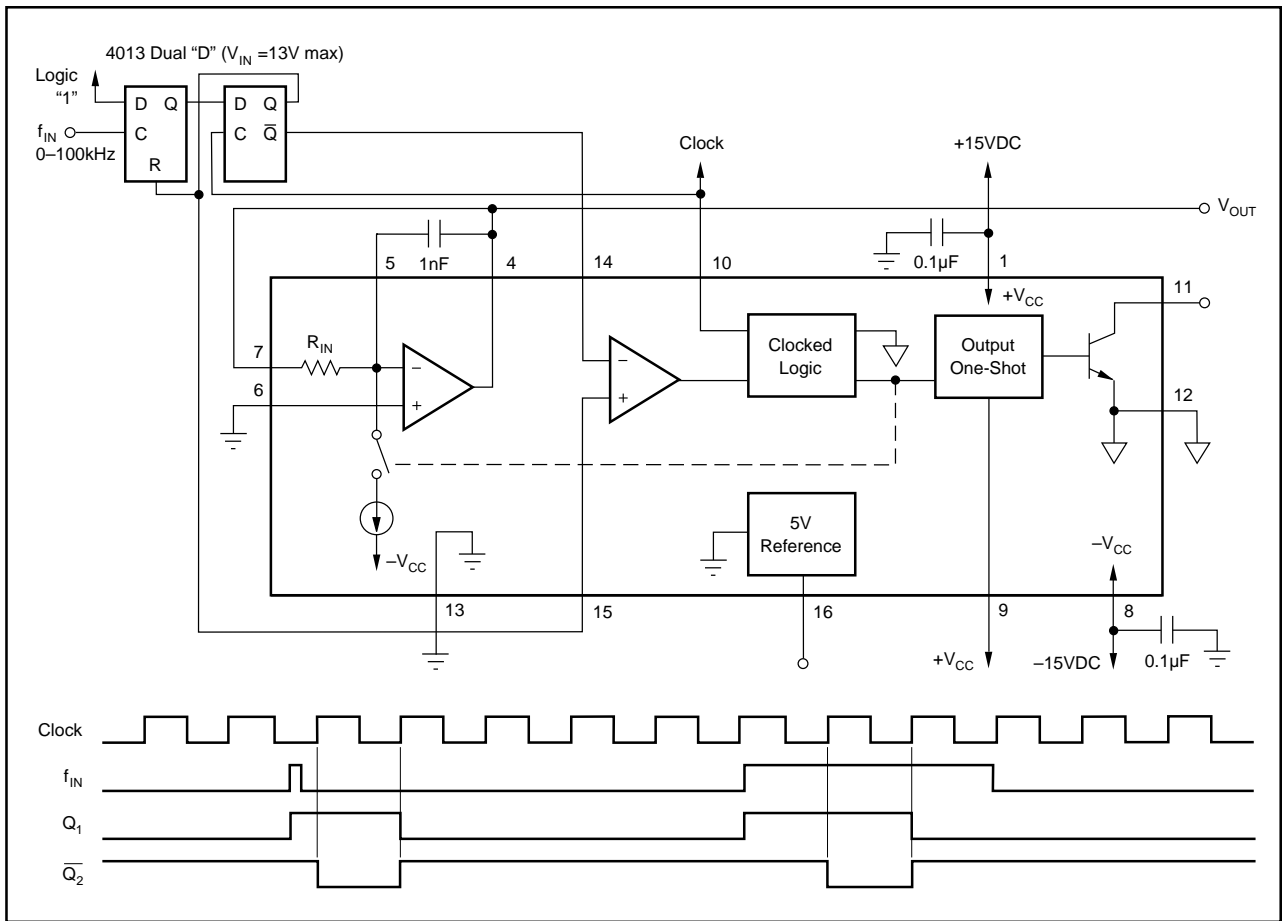 4013 Dual “D” (V_IN =13V max)
Logic
“1”
D Q
C
R
D Q
C Q̅
f_IN
0–100kHz
Clock
+15VDC
V_OUT
5 1nF 4 14 10 0.1µF 1
+V_CC
11
7 R_IN
6
–
+
–
+
Clocked
Logic
Output
One-Shot
12
–V_CC
5V
Reference
–V_CC
13 15 16 9 8
+V_CC
–15VDC
0.1µF
Clock
f_IN
Q_1
Q̅_2